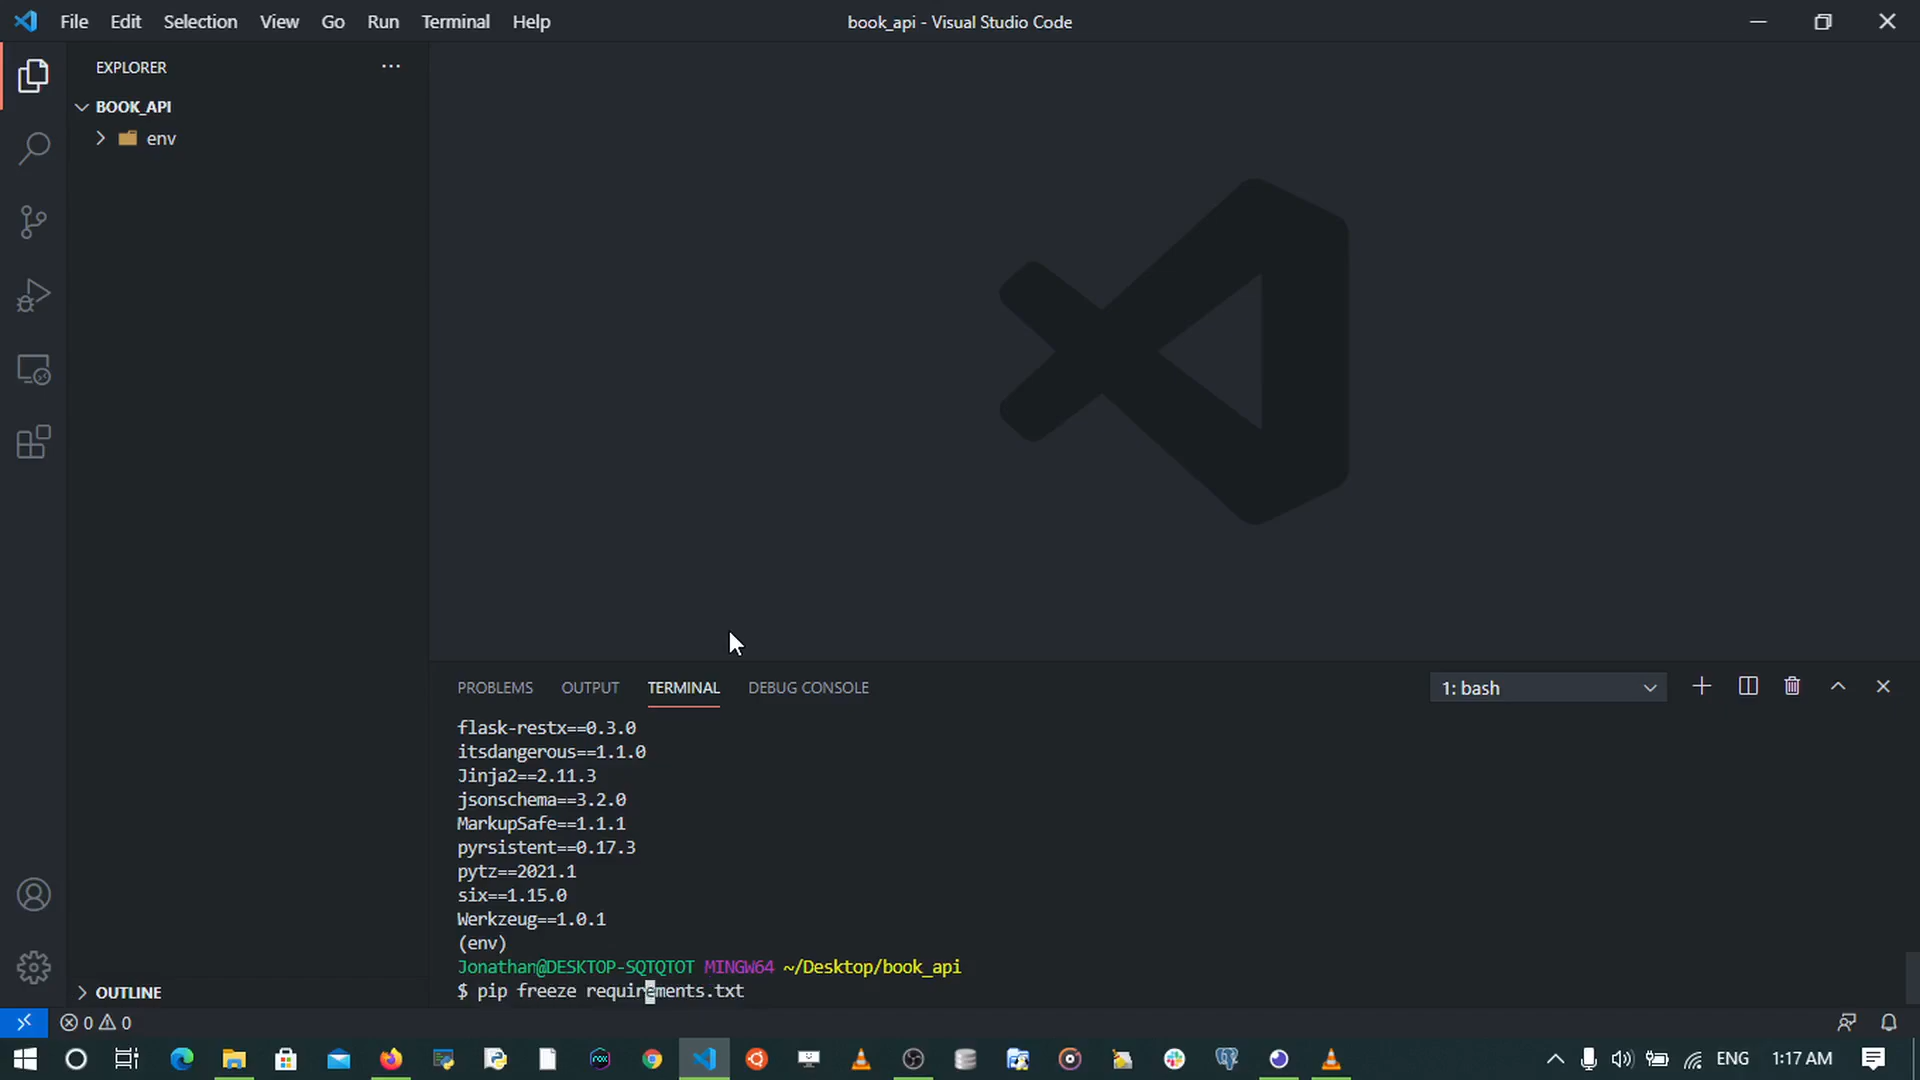 File Edit Selection View Go Run Terminal Help
book_api - Visual Studio Code
EXPLORER
BOOK_API
env
OUTLINE
PROBLEMS OUTPUT TERMINAL DEBUG CONSOLE
1: bash
flask-restx==0.3.0
itsdangerous==1.1.0
Jinja2==2.11.3
jsonschema==3.2.0
MarkupSafe==1.1.1
pyrsistent==0.17.3
pytz==2021.1
six==1.15.0
Werkzeug==1.0.1
(env)
Jonathan@DESKTOP-SQTQTOT MINGW64 ~/Desktop/book_api
$ pip freeze requirements.txt
0 0
ENG 1:17 AM